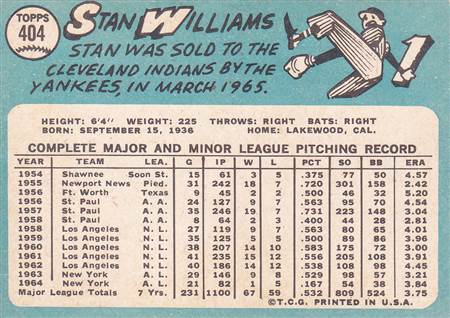 TOPPS
404
STAN WILLIAMS
STAN WAS SOLD TO THE
CLEVELAND INDIANS BY THE
YANKEES, IN MARCH 1965.
HEIGHT: 6'4" WEIGHT: 225 THROWS: RIGHT BATS: RIGHT
BORN: SEPTEMBER 15, 1936 HOME: LAKEWOOD, CAL.
COMPLETE MAJOR AND MINOR LEAGUE PITCHING RECORD
YEAR TEAM LEA. G IP W L PCT SO BB ERA
1954 Shawnee Soon St. 15 61 3 5 .375 77 50 4.57
1955 Newport News Pied. 31 242 18 7 .720 301 158 2.42
1956 Ft. Worth Texas 9 45 2 2 .500 46 32 5.20
1956 St. Paul A.A. 24 127 9 7 .563 95 70 4.54
1957 St. Paul A.A. 35 246 19 7 .731 223 148 3.04
1958 St. Paul A.A. 8 64 2 3 .400 44 28 2.81
1958 Los Angeles N.L. 27 119 9 7 .563 80 65 4.01
1959 Los Angeles N.L. 35 125 5 5 .500 89 86 3.96
1960 Los Angeles N.L. 38 207 14 10 .583 175 72 3.00
1961 Los Angeles N.L. 41 235 15 12 .556 205 108 3.91
1962 Los Angeles N.L. 40 186 14 12 .538 108 98 4.45
1963 New York A.L. 29 146 9 8 .529 98 57 3.21
1964 New York A.L. 21 82 1 5 .167 54 38 3.84
Major League Totals 7 Yrs. 231 1100 67 59 .532 809 524 3.75
©T.C.G. PRINTED IN U.S.A.